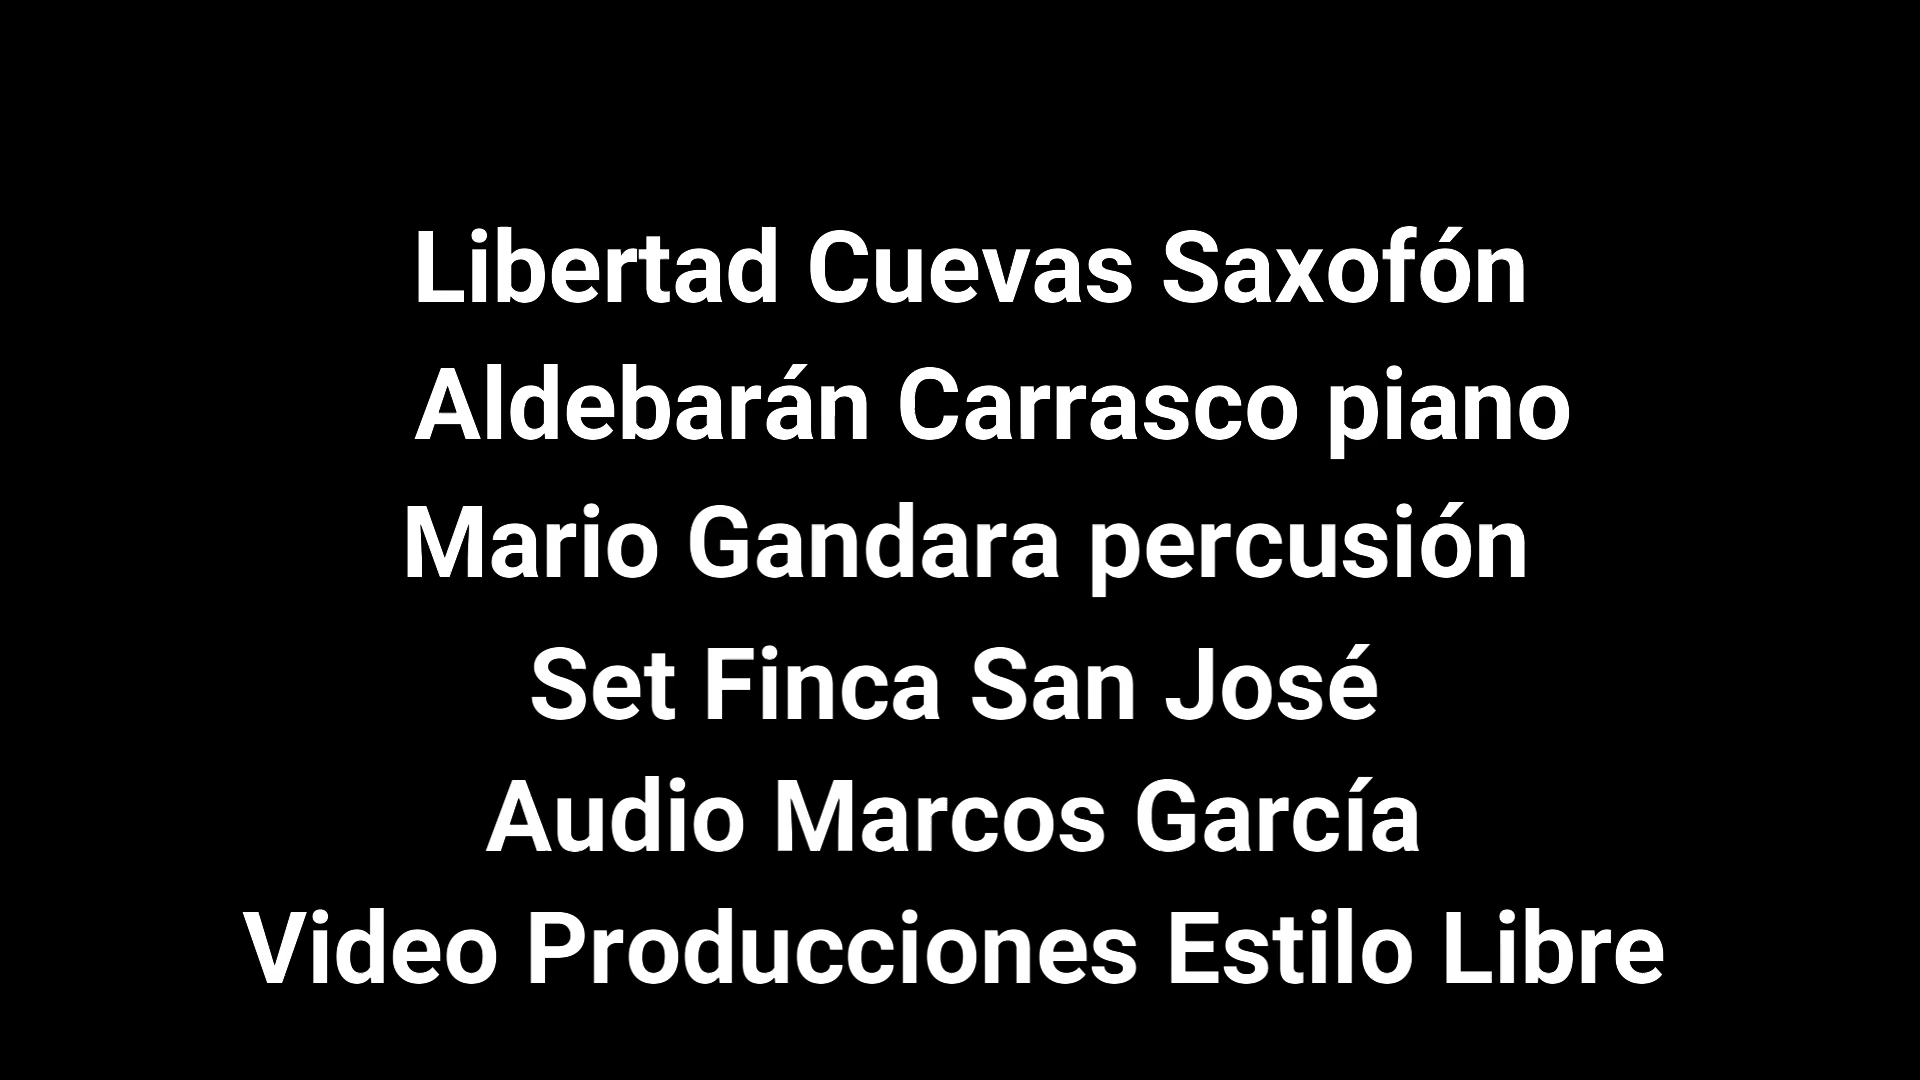 Libertad Cuevas Saxofón
Aldebarán Carrasco piano
Mario Gandara percusión
Set Finca San José
Audio Marcos García
Video Producciones Estilo Libre